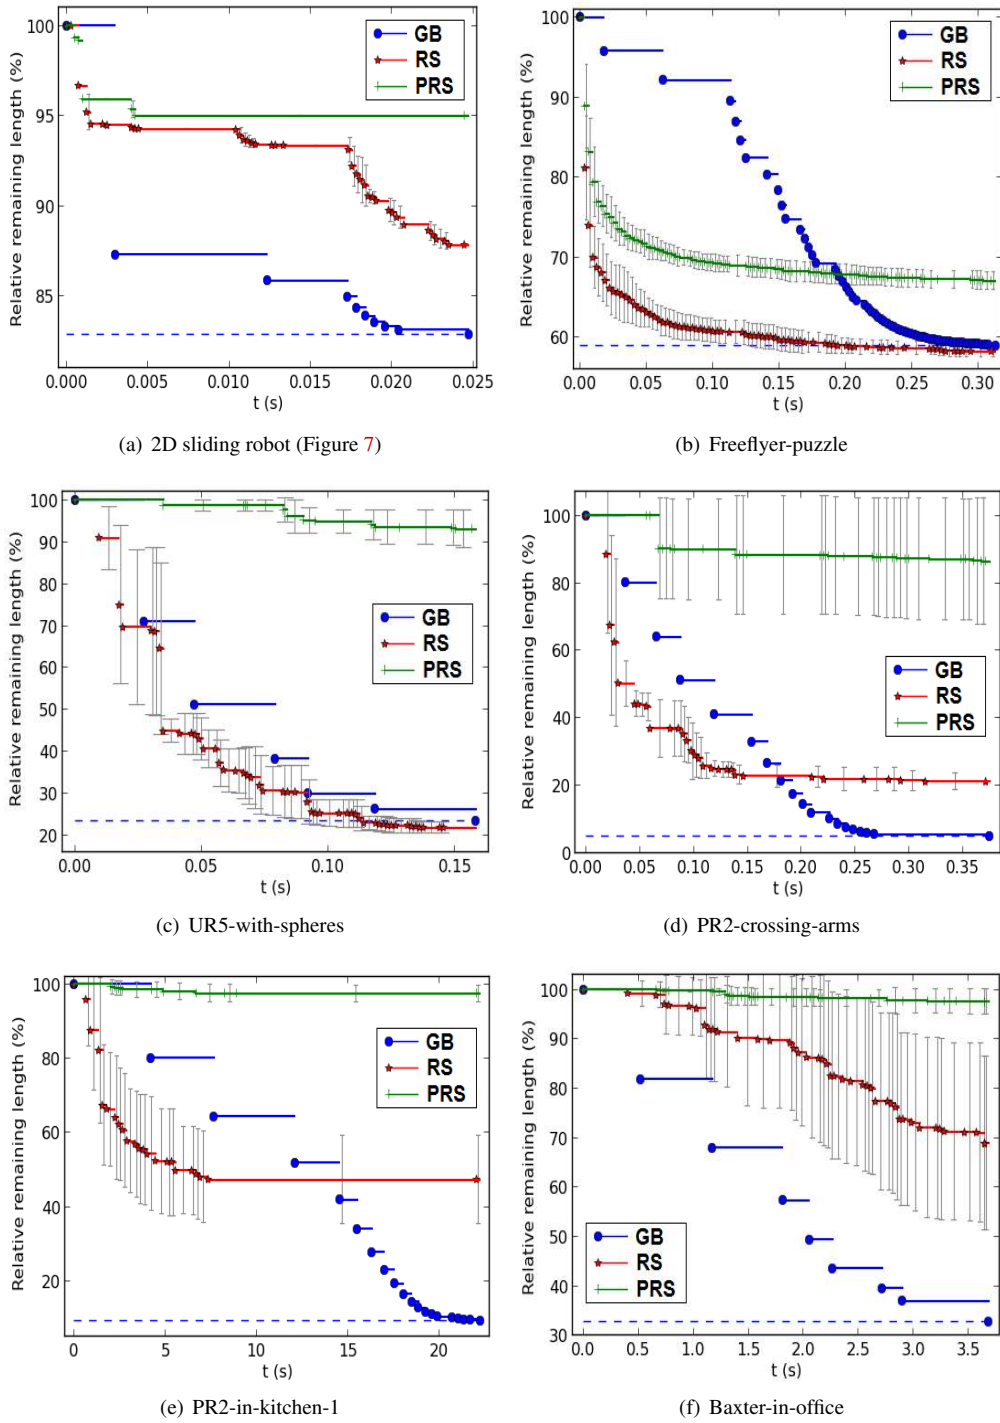 Relative remaining length (%)
100
95
90
85
0.000 0.005 0.010 0.015 0.020 0.025
t (s)
GB
RS
PRS
(a) 2D sliding robot (Figure 7)
Relative remaining length (%)
100
90
80
70
60
0.00 0.05 0.10 0.15 0.20 0.25 0.30
t (s)
GB
RS
PRS
(b) Freeflyer-puzzle
Relative remaining length (%)
100
90
80
70
60
50
40
30
20
0.00 0.05 0.10 0.15
t (s)
GB
RS
PRS
(c) UR5-with-spheres
Relative remaining length (%)
100
80
60
40
20
0
0.00 0.05 0.10 0.15 0.20 0.25 0.30 0.35
t (s)
GB
RS
PRS
(d) PR2-crossing-arms
Relative remaining length (%)
100
80
60
40
20
0 5 10 15 20
t (s)
GB
RS
PRS
(e) PR2-in-kitchen-1
Relative remaining length (%)
100
90
80
70
60
50
40
30
0.0 0.5 1.0 1.5 2.0 2.5 3.0 3.5
t (s)
GB
RS
PRS
(f) Baxter-in-office